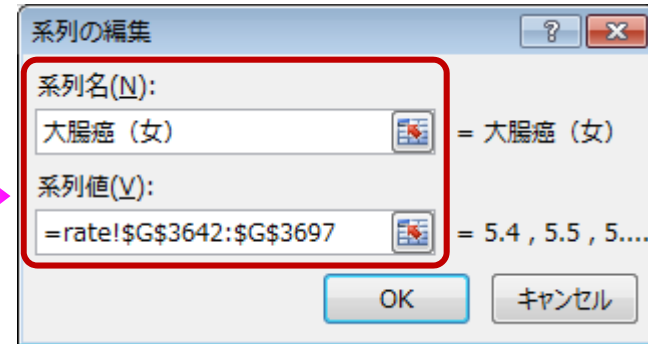 系列の編集
系列名(N):
大腸癌（女） = 大腸癌（女）
系列値(V):
=rate!$G$3642:$G$3697 = 5.4 , 5.5 , 5....
OK キャンセル